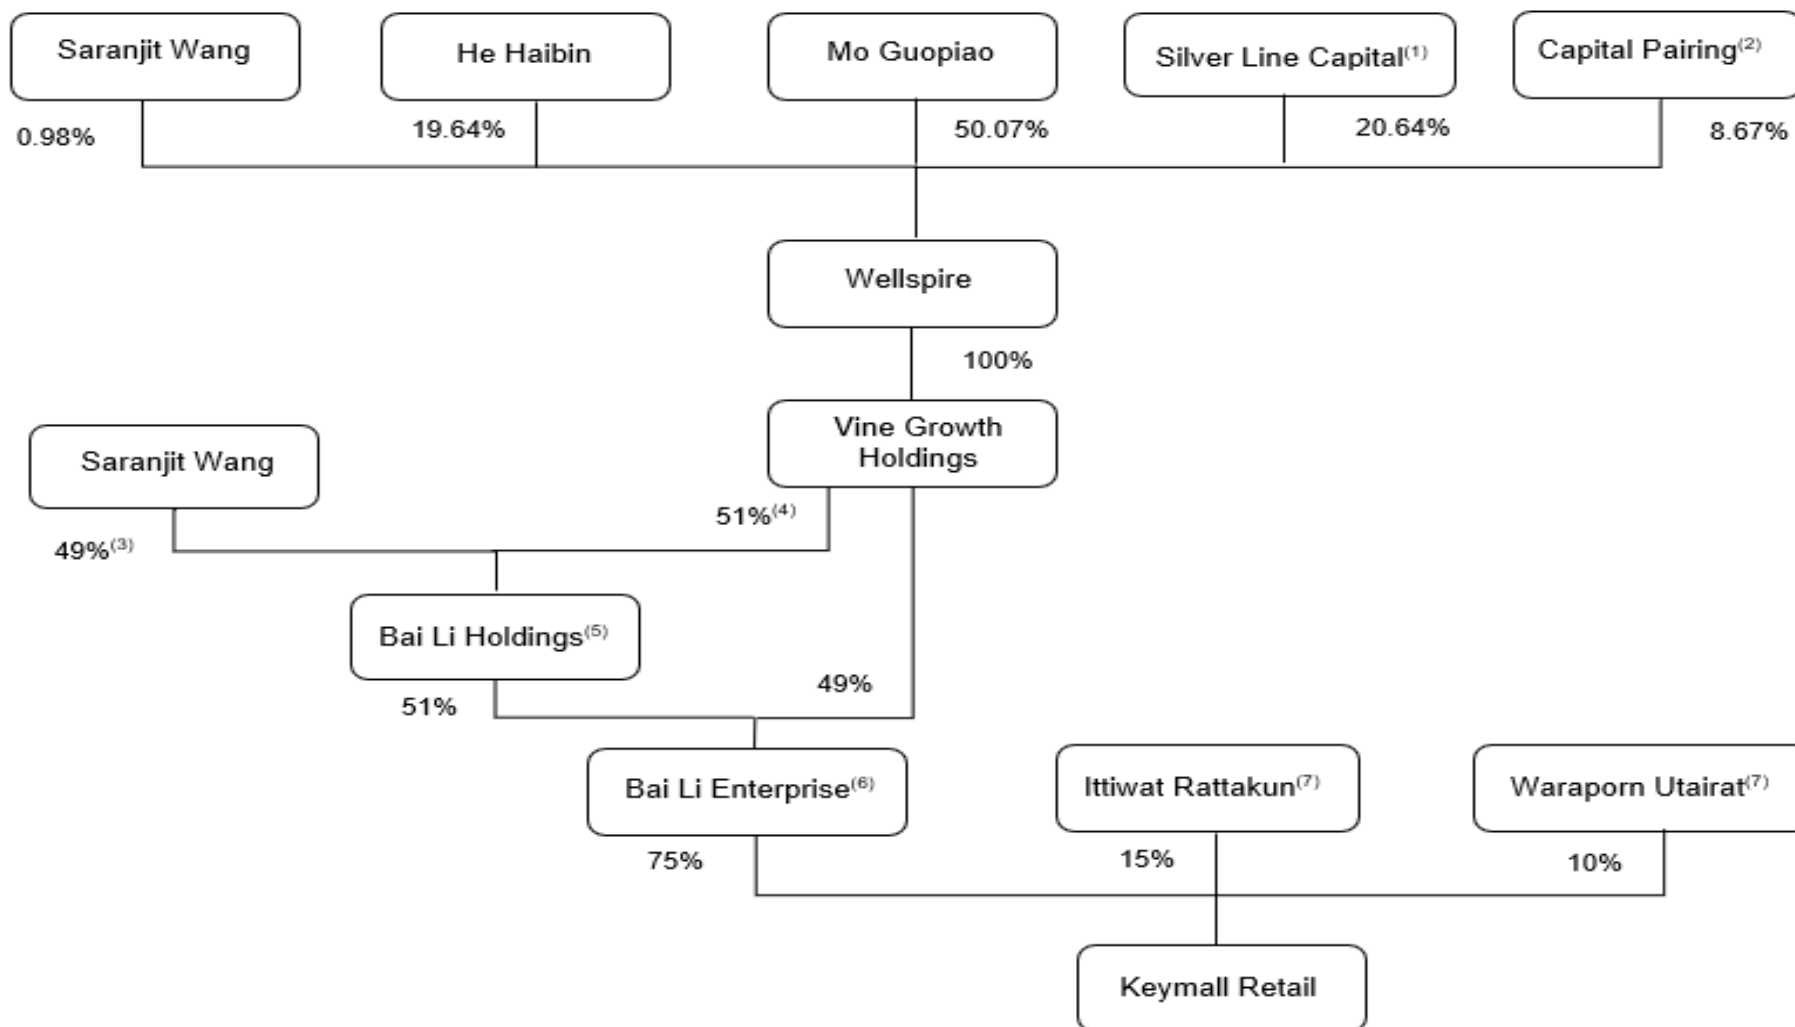 Saranjit Wang
He Haibin
Mo Guopiao
Silver Line Capital(1)
Capital Pairing(2)
0.98%
19.64%
50.07%
20.64%
8.67%
Wellspire
100%
Vine Growth
Holdings
Saranjit Wang
51%(4)
49%(3)
Bai Li Holdings(5)
51%
49%
Bai Li Enterprise(6)
Ittiwat Rattakun(7)
Waraporn Utairat(7)
75%
15%
10%
Keymall Retail